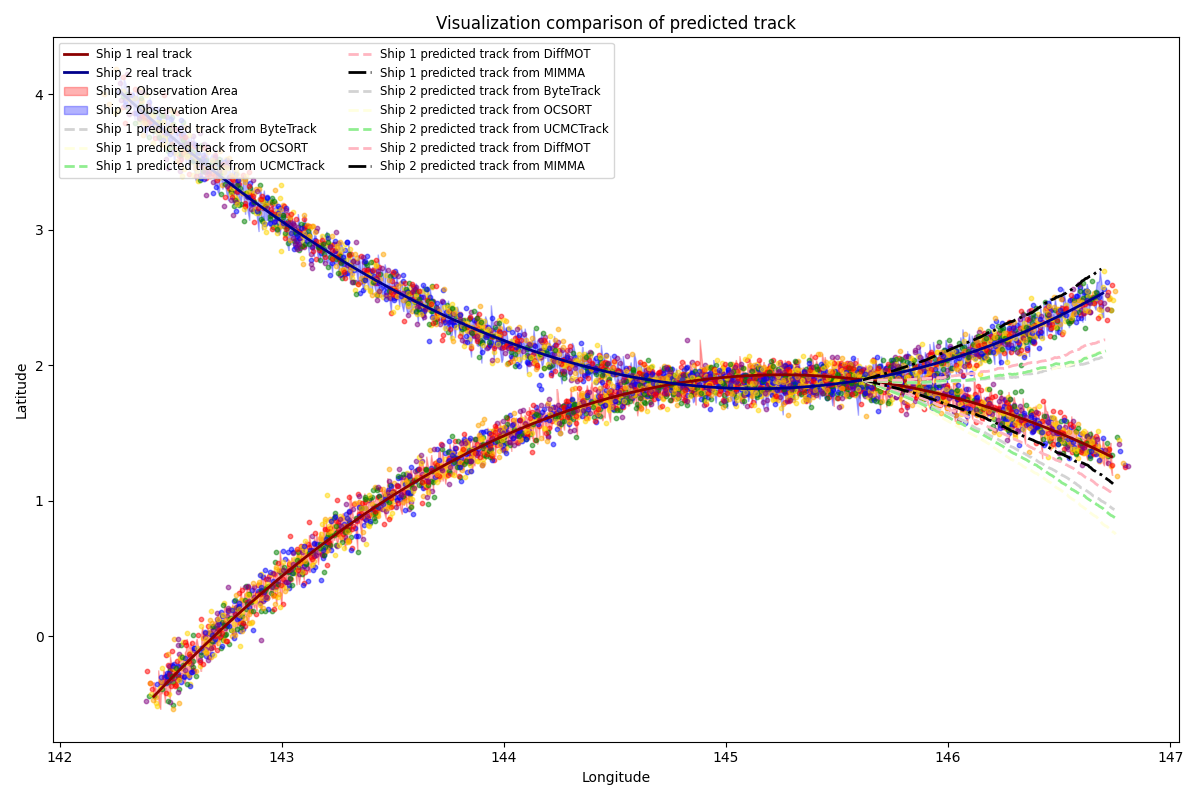 Visualization comparison of predicted track
Ship 1 real track
Ship 2 real track
Ship 1 Observation Area
Ship 2 Observation Area
Ship 1 predicted track from ByteTrack
Ship 1 predicted track from OCSORT
Ship 1 predicted track from UCMCTrack
Ship 1 predicted track from DiffMOT
Ship 1 predicted track from MIMMA
Ship 2 predicted track from ByteTrack
Ship 2 predicted track from OCSORT
Ship 2 predicted track from UCMCTrack
Ship 2 predicted track from DiffMOT
Ship 2 predicted track from MIMMA
Latitude
4
3
2
1
0
142 143 144 145 146 147
Longitude